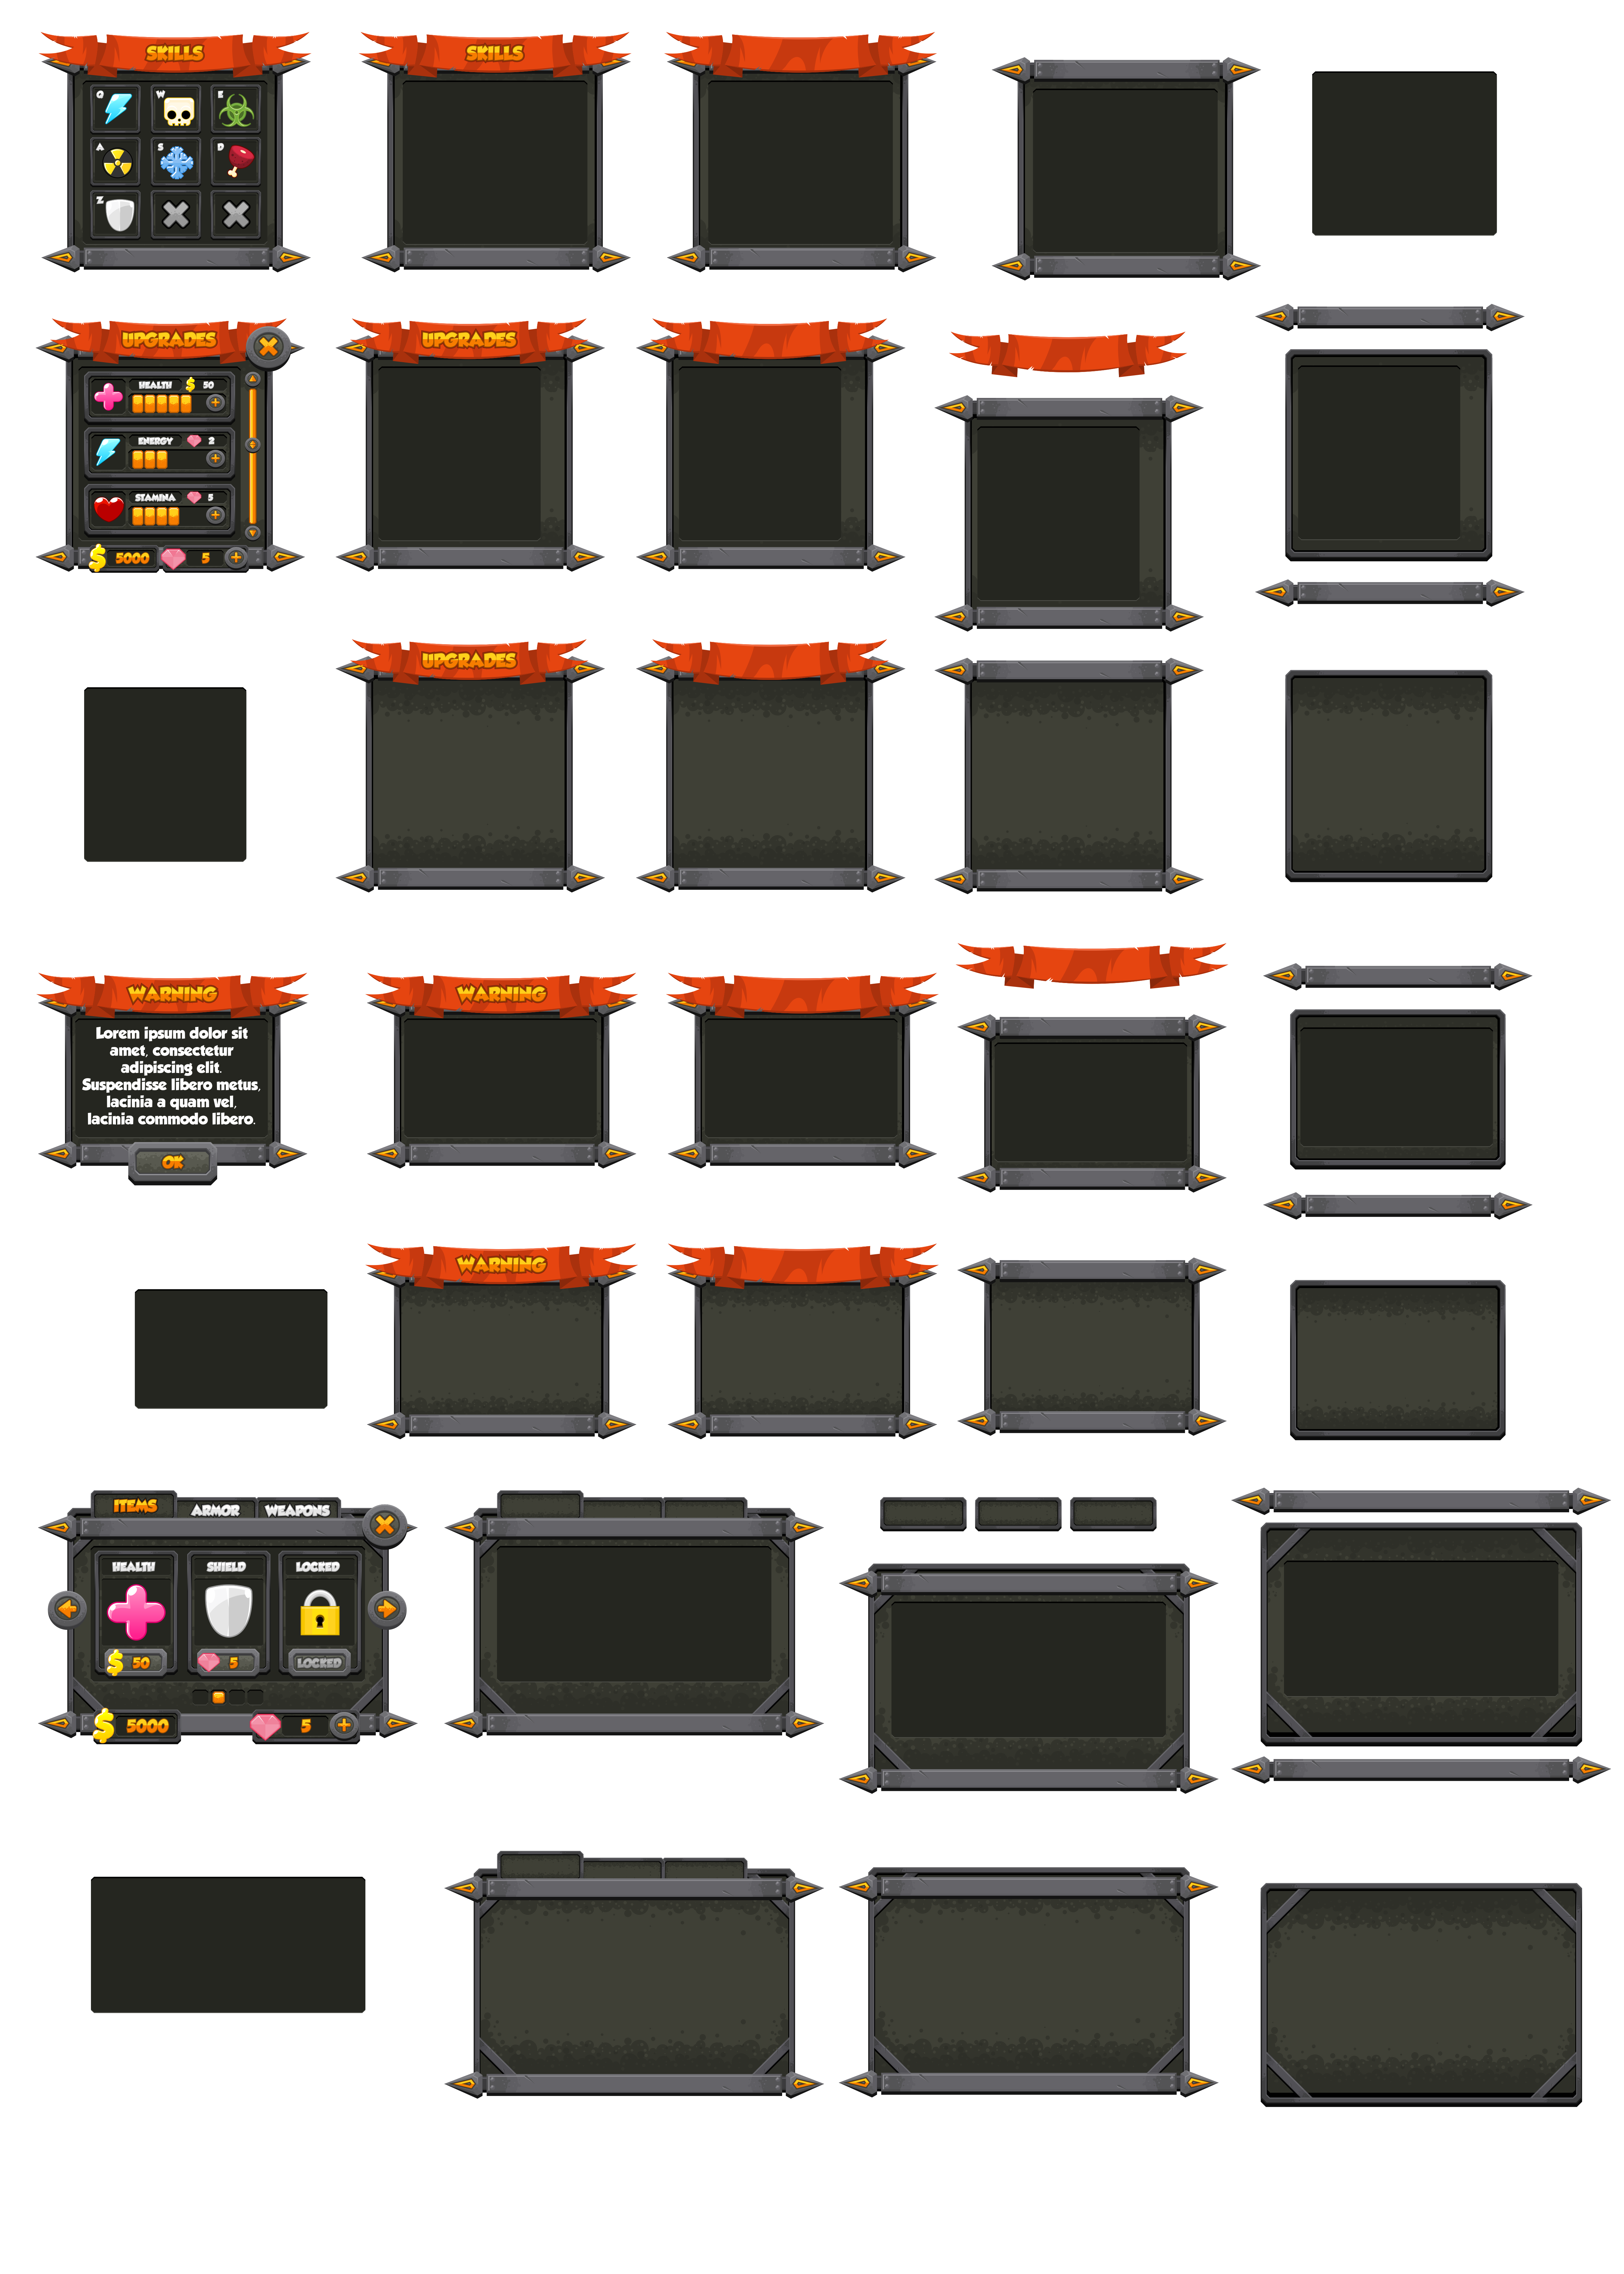 SKILLS
SKILLS
Q
W
E
A
S
D
Z
UPGRADES
UPGRADES
HEALTH $ 50
ENERGY 2
STAMINA 5
$ 5000 5
UPGRADES
WARNING
WARNING
Lorem ipsum dolor sit
amet, consectetur
adipiscing elit.
Suspendisse libero metus,
lacinia a quam vel,
lacinia commodo libero.
OK
WARNING
ITEMS
ARMOR
WEAPONS
HEALTH
SHIELD
LOCKED
$ 50
5
LOCKED
$ 5000
5